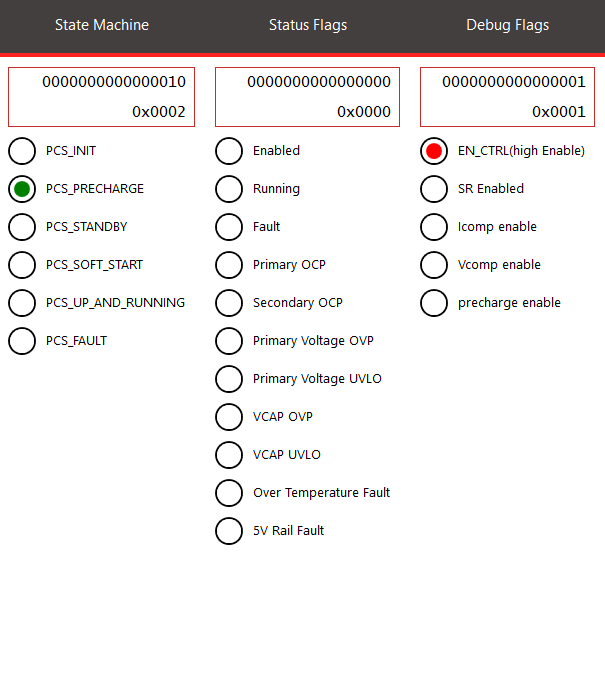 State Machine
0000000000000010
0x0002
PCS_INIT
PCS_PRECHARGE
PCS_STANDBY
PCS_SOFT_START
PCS_UP_AND_RUNNING
PCS_FAULT
Status Flags
0000000000000000
0x0000
Enabled
Running
Fault
Primary OCP
Secondary OCP
Primary Voltage OVP
Primary Voltage UVLO
VCAP OVP
VCAP UVLO
Over Temperature Fault
5V Rail Fault
Debug Flags
0000000000000001
0x0001
EN_CTRL(high Enable)
SR Enabled
Icomp enable
Vcomp enable
precharge enable